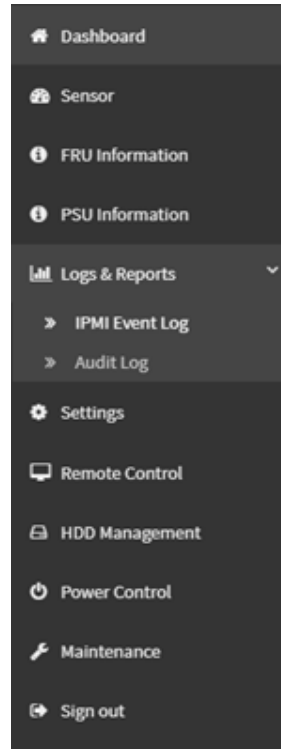 Dashboard
Sensor
FRU Information
PSU Information
Logs & Reports
IPMI Event Log
Audit Log
Settings
Remote Control
HDD Management
Power Control
Maintenance
Sign out